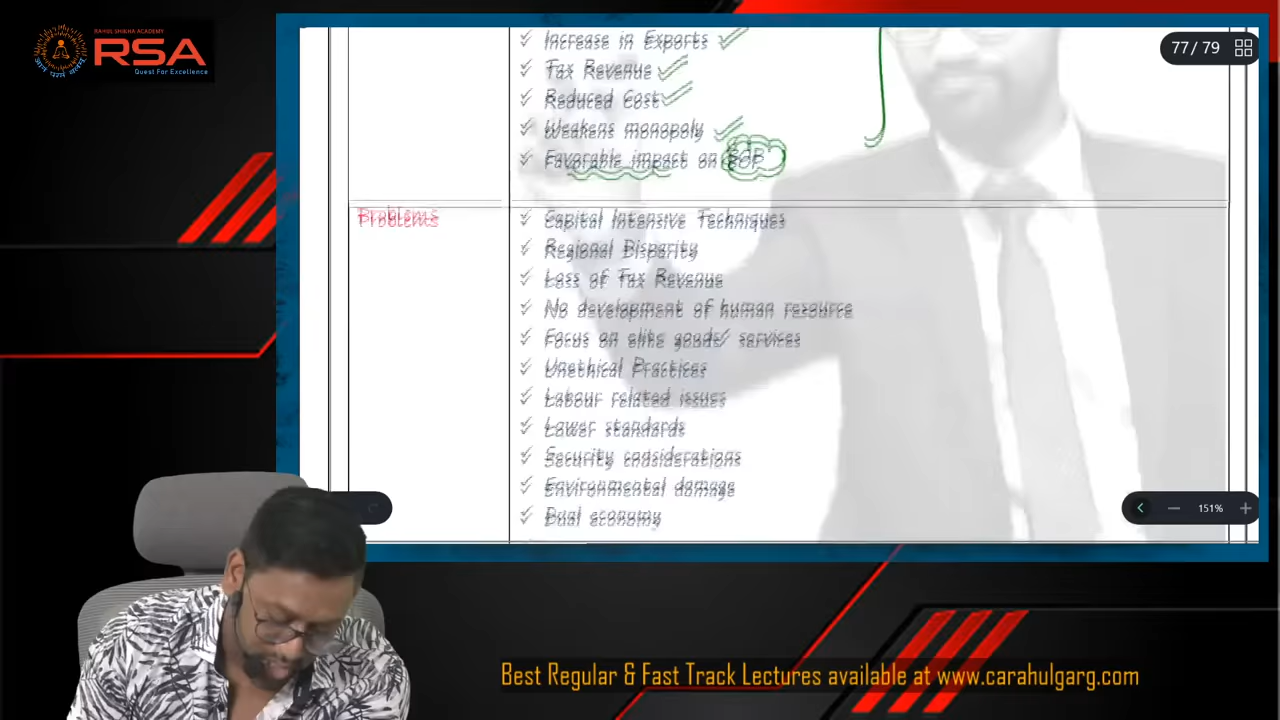 RAHUL SHIKHA ACADEMY
RSA
Quest For Excellence
77 / 79
✓ Increase in Exports
✓ Tax Revenue
✓ Reduced Cost
✓ Weakens monopoly
✓ Favorable impact on BOP
Problems
✓ Capital Intensive Techniques
✓ Regional Disparity
✓ Loss of Tax Revenue
✓ No development of human resource
✓ Focus on elite goods/ services
✓ Unethical Practices
✓ Labour related issues
✓ Lower standards
✓ Security considerations
✓ Environmental damage
✓ Dual economy
151%
Best Regular & Fast Track Lectures available at www.carahulgarg.com